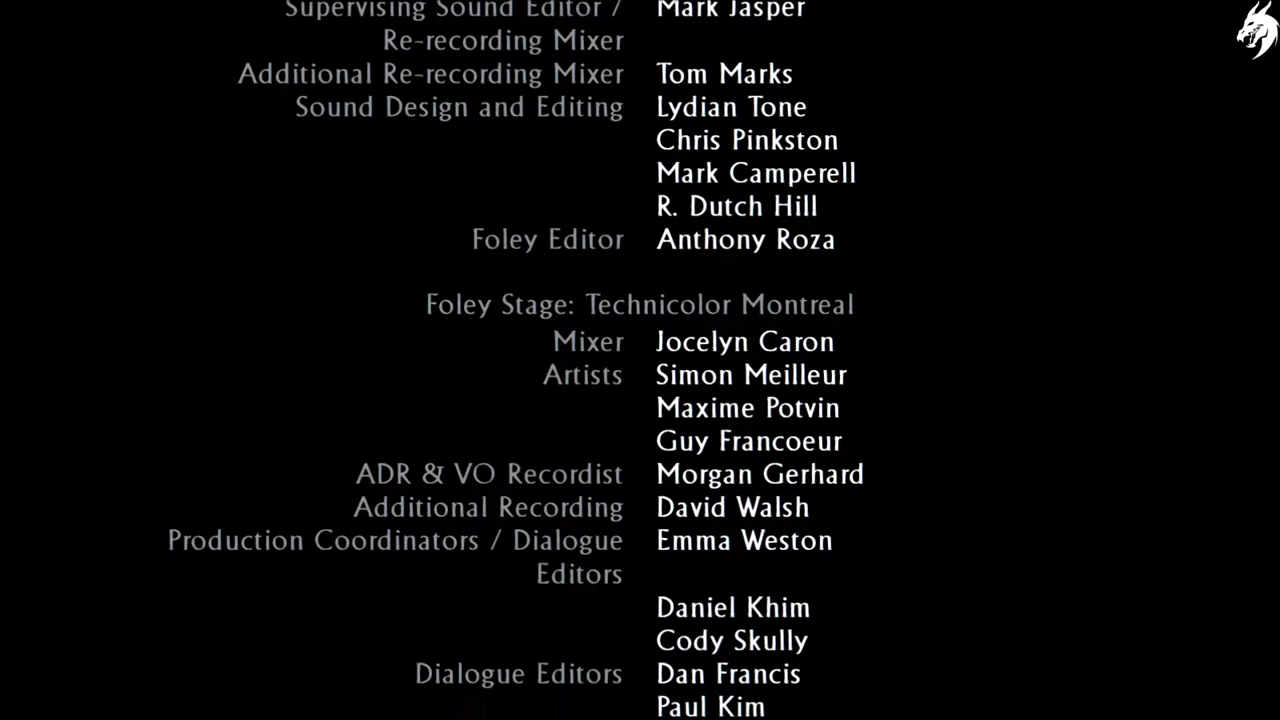 Supervising Sound Editor / Mark Jasper
Re-recording Mixer
Additional Re-recording Mixer Tom Marks
Sound Design and Editing Lydian Tone
Chris Pinkston
Mark Camperell
R. Dutch Hill
Foley Editor Anthony Roza
Foley Stage: Technicolor Montreal
Mixer Jocelyn Caron
Artists Simon Meilleur
Maxime Potvin
Guy Francoeur
ADR & VO Recordist Morgan Gerhard
Additional Recording David Walsh
Production Coordinators / Dialogue Emma Weston
Editors
Daniel Khim
Cody Skully
Dialogue Editors Dan Francis
Paul Kim